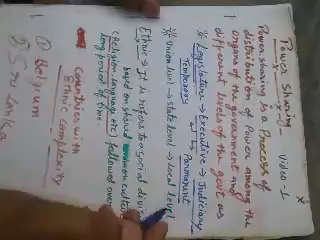 Power Sharing Video-1
Power sharing is a Process of
distribution of Power among the
organs of the government and
different levels of the govt. as
Legislature → Executive → Judiciary
Temporary Permanent
Union level → State level → Local level
Ethnic → It is refers to a social division
based on shared common culture
(religion, language etc) followed over
long period of time.
Countries with
Ethnic complexity
① Belgium
② Sri Lanka